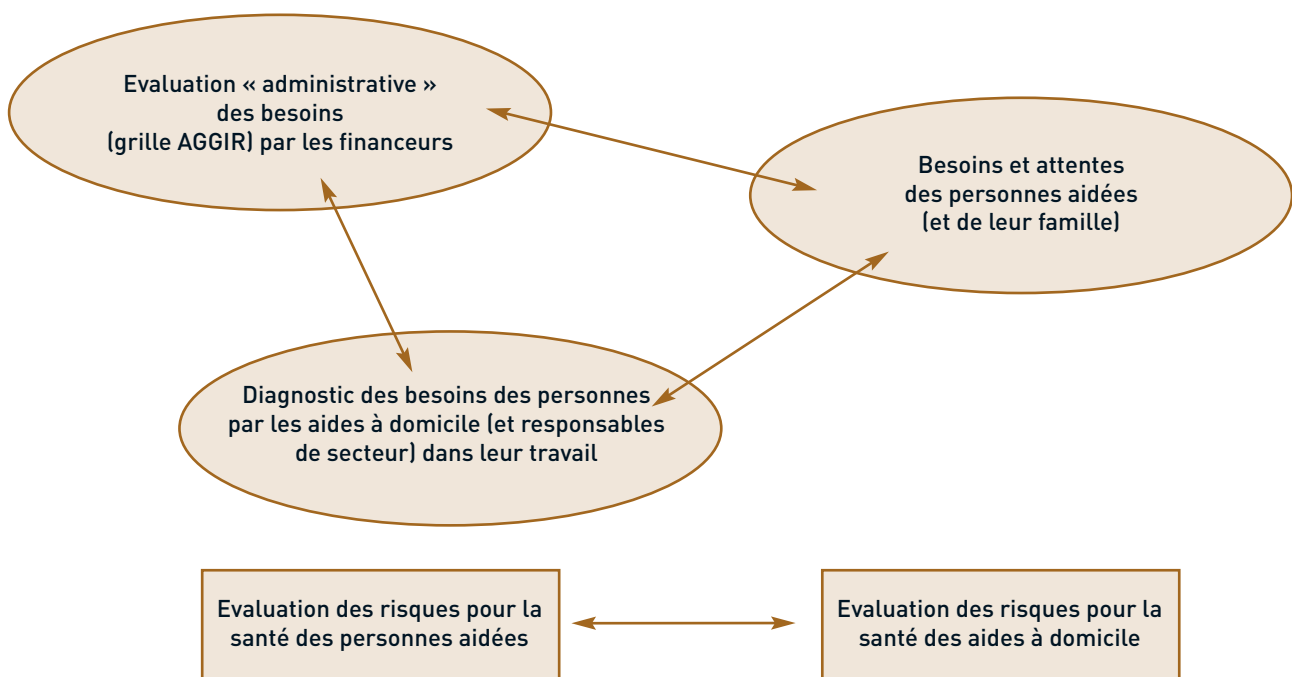 Evaluation « administrative »
des besoins
(grille AGGIR) par les financeurs
Besoins et attentes
des personnes aidées
(et de leur famille)
Diagnostic des besoins des personnes
par les aides à domicile (et responsables
de secteur) dans leur travail
Evaluation des risques pour la
santé des personnes aidées
Evaluation des risques pour la
santé des aides à domicile